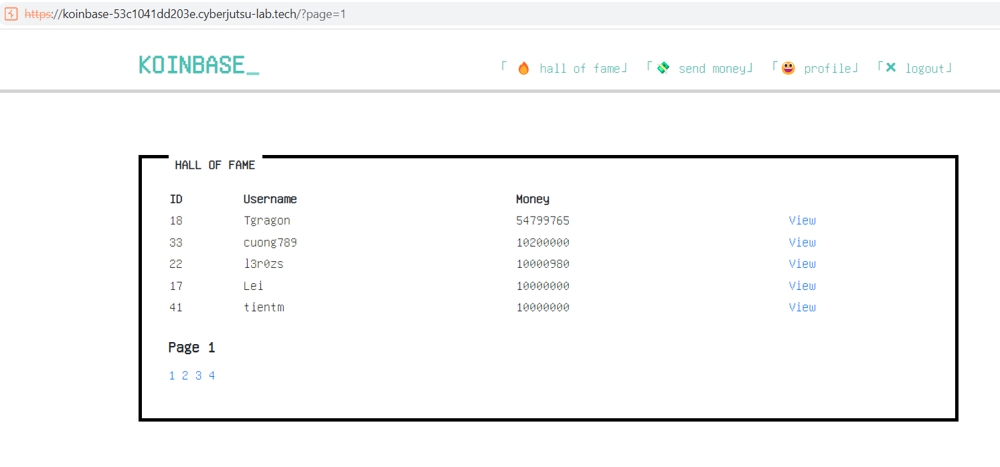 https://koinbase-53c1041dd203e.cyberjutsu-lab.tech/?page=1
KOINBASE_
「🔥 hall of fame」 「💸 send money」 「😀 profile」 「✕ logout」
HALL OF FAME
ID Username Money
18 Tgragon 54799765 View
33 cuong789 10200000 View
22 l3r0zs 10000980 View
17 Lei 10000000 View
41 tientm 10000000 View
Page 1
1 2 3 4